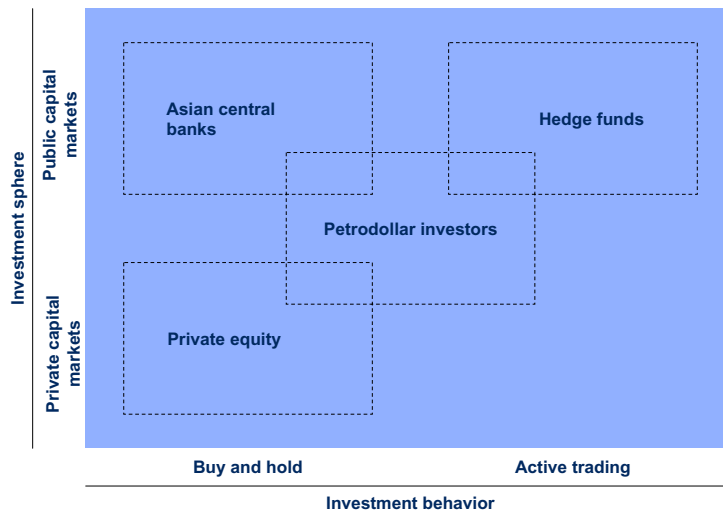 Investment sphere
Public capital
markets
Private capital
markets
Asian central
banks
Hedge funds
Petrodollar investors
Private equity
Buy and hold
Active trading
Investment behavior